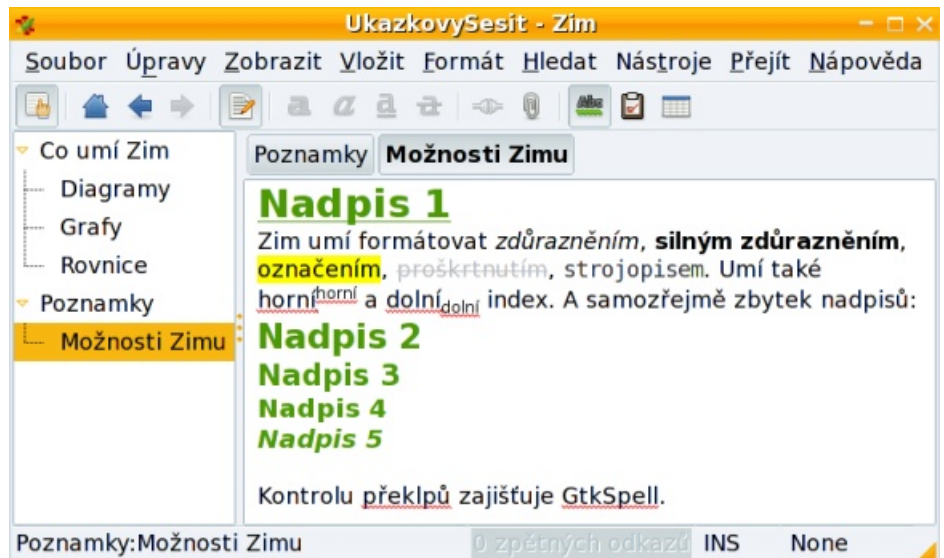 UkazkovySesit - Zim
Soubor Úpravy Zobrazit Vložit Formát Hledat Nástroje Přejít Nápověda
a a a a Abc
Co umí Zim
Diagramy
Grafy
Rovnice
Poznamky
Možnosti Zimu
Poznamky Možnosti Zimu
Nadpis 1
Zim umí formátovat zdůrazněním, silným zdůrazněním,
označením, proškrtnutím, strojopisem. Umí také
horníhorní a dolnídolní index. A samozřejmě zbytek nadpisů:
Nadpis 2
Nadpis 3
Nadpis 4
Nadpis 5
Kontrolu překlpů zajišťuje GtkSpell.
Poznamky:Možnosti Zimu 0 zpětných odkazů INS None